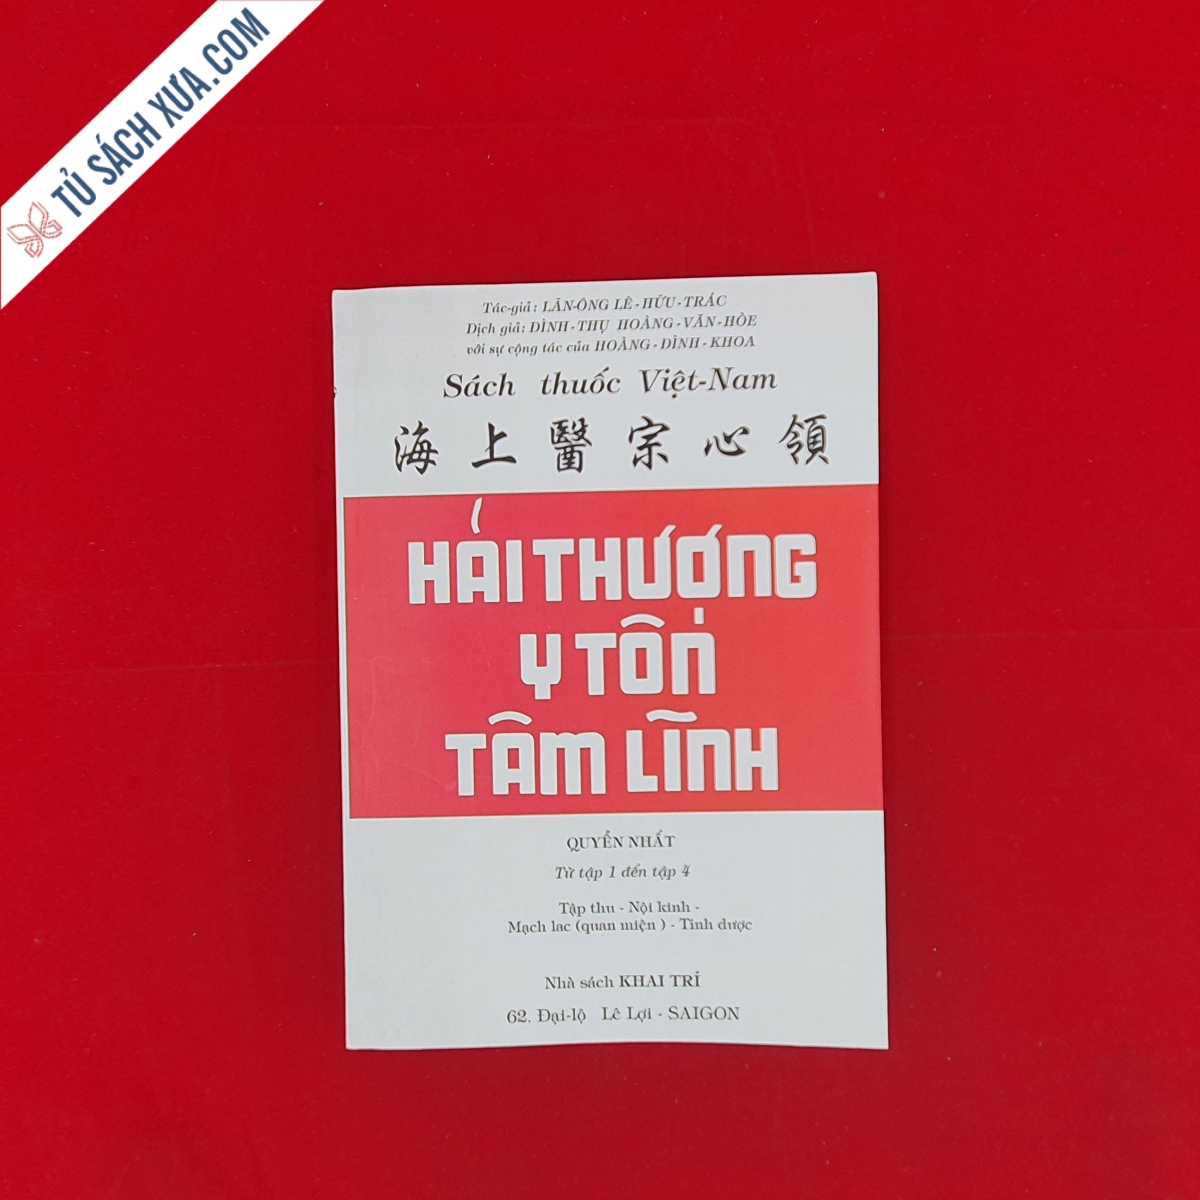 TỦ SÁCH XƯA.COM
Tác-giả: LÃN-ÔNG LÊ-HỮU-TRÁC
Dịch giả: ĐÌNH-THỤ HOÀNG-VĂN-HÒE
với sự cộng tác của HOÀNG-ĐÌNH-KHOA
Sách thuốc Việt-Nam
海上醫宗心領
HẢI THƯỢNG
Y TÔN
TÂM LĨNH
QUYỂN NHẤT
Từ tập 1 đến tập 4
Tập thu - Nội kinh -
Mạch lac (quan miện ) - Tinh dược
Nhà sách KHAI TRÍ
62. Đại-lộ Lê Lợi - SAIGON